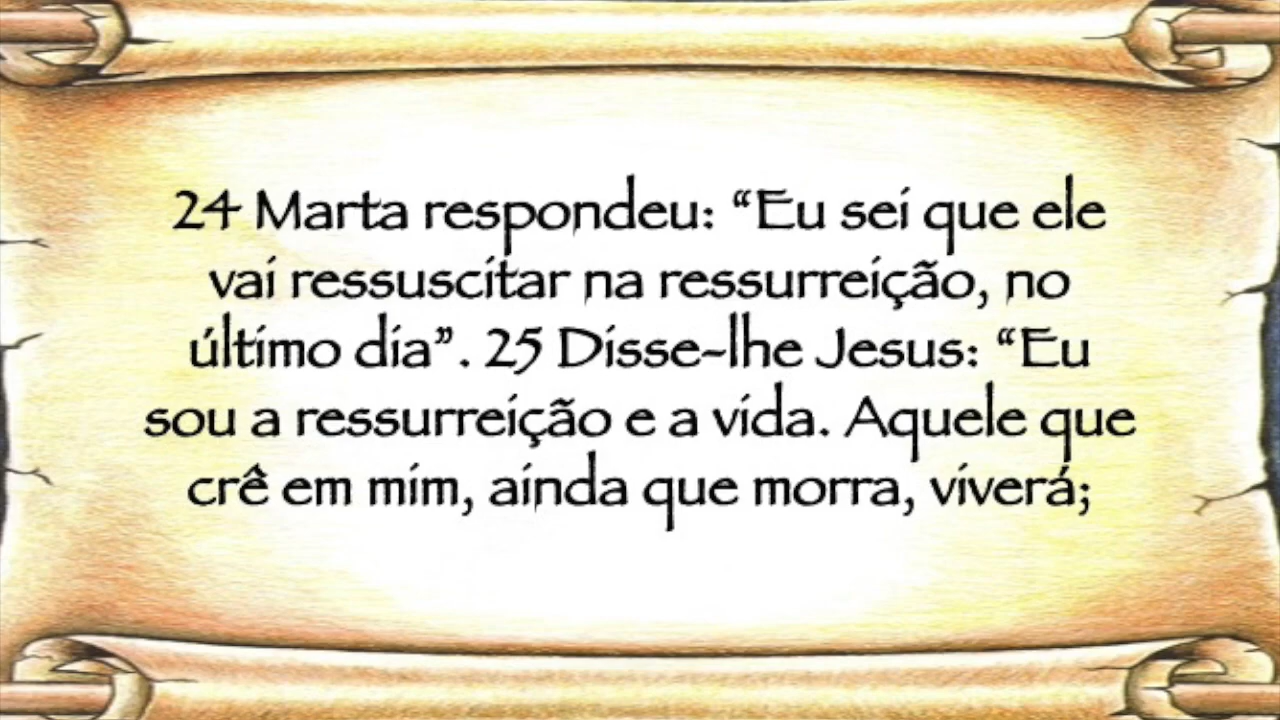 24 Marta respondeu: “Eu sei que ele
vai ressuscitar na ressurreição, no
último dia”. 25 Disse-lhe Jesus: “Eu
sou a ressurreição e a vida. Aquele que
crê em mim, ainda que morra, viverá;